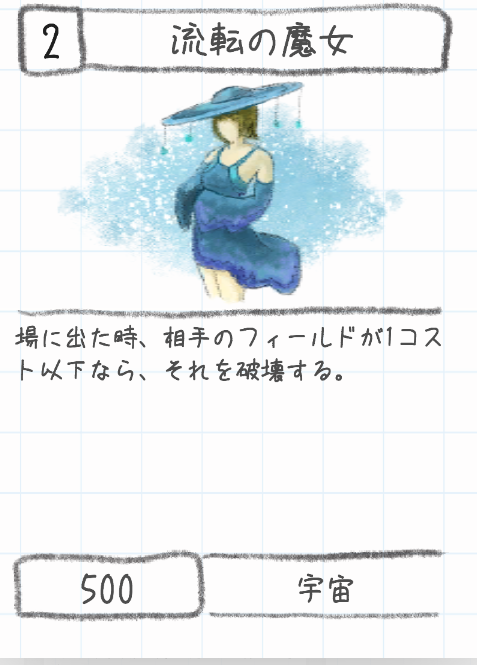 2
流転の魔女
場に出た時、相手のフィールドが1コス
ト以下なら、それを破壊する。
500
宇宙